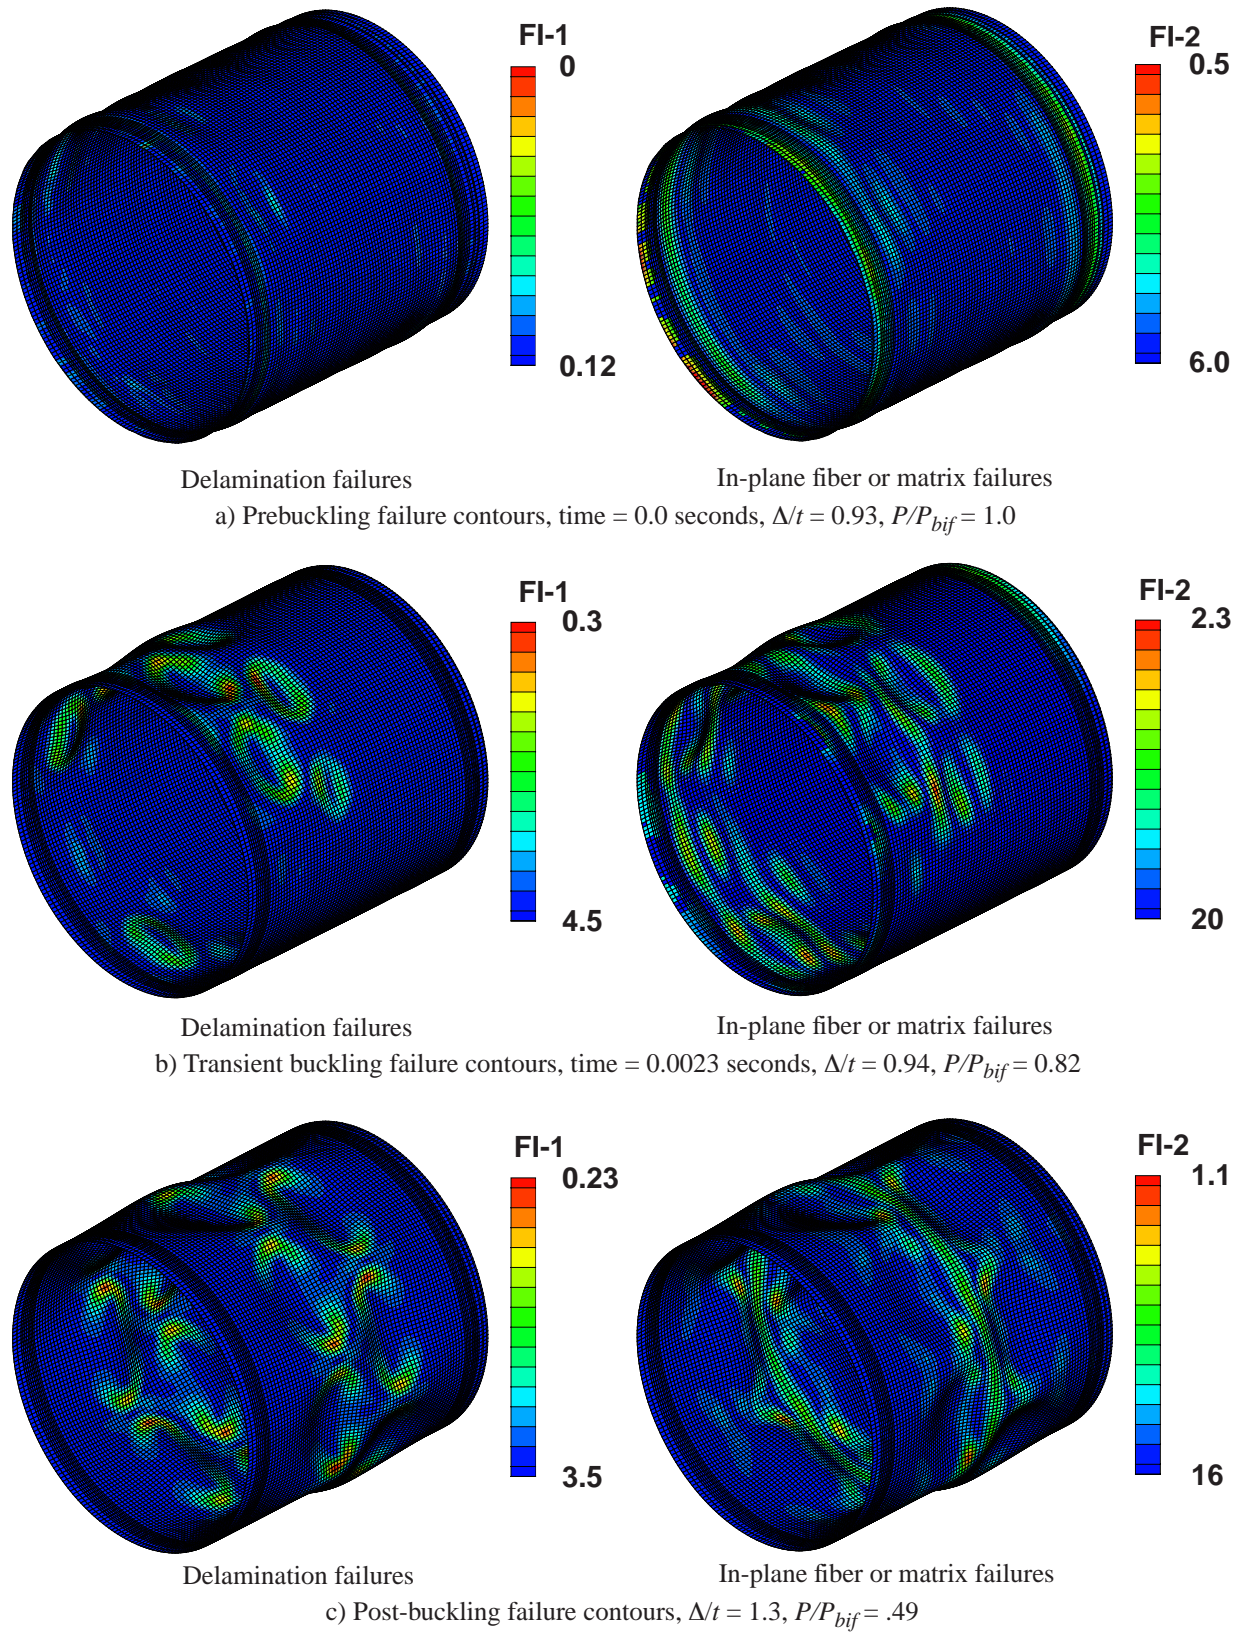 FI-1
0
0.12
FI-2
0.5
6.0
Delamination failures
In-plane fiber or matrix failures
a) Prebuckling failure contours, time = 0.0 seconds, Δ/t = 0.93, P/Pbif = 1.0
FI-1
0.3
4.5
FI-2
2.3
20
Delamination failures
In-plane fiber or matrix failures
b) Transient buckling failure contours, time = 0.0023 seconds, Δ/t = 0.94, P/Pbif = 0.82
FI-1
0.23
3.5
FI-2
1.1
16
Delamination failures
In-plane fiber or matrix failures
c) Post-buckling failure contours, Δ/t = 1.3, P/Pbif = .49